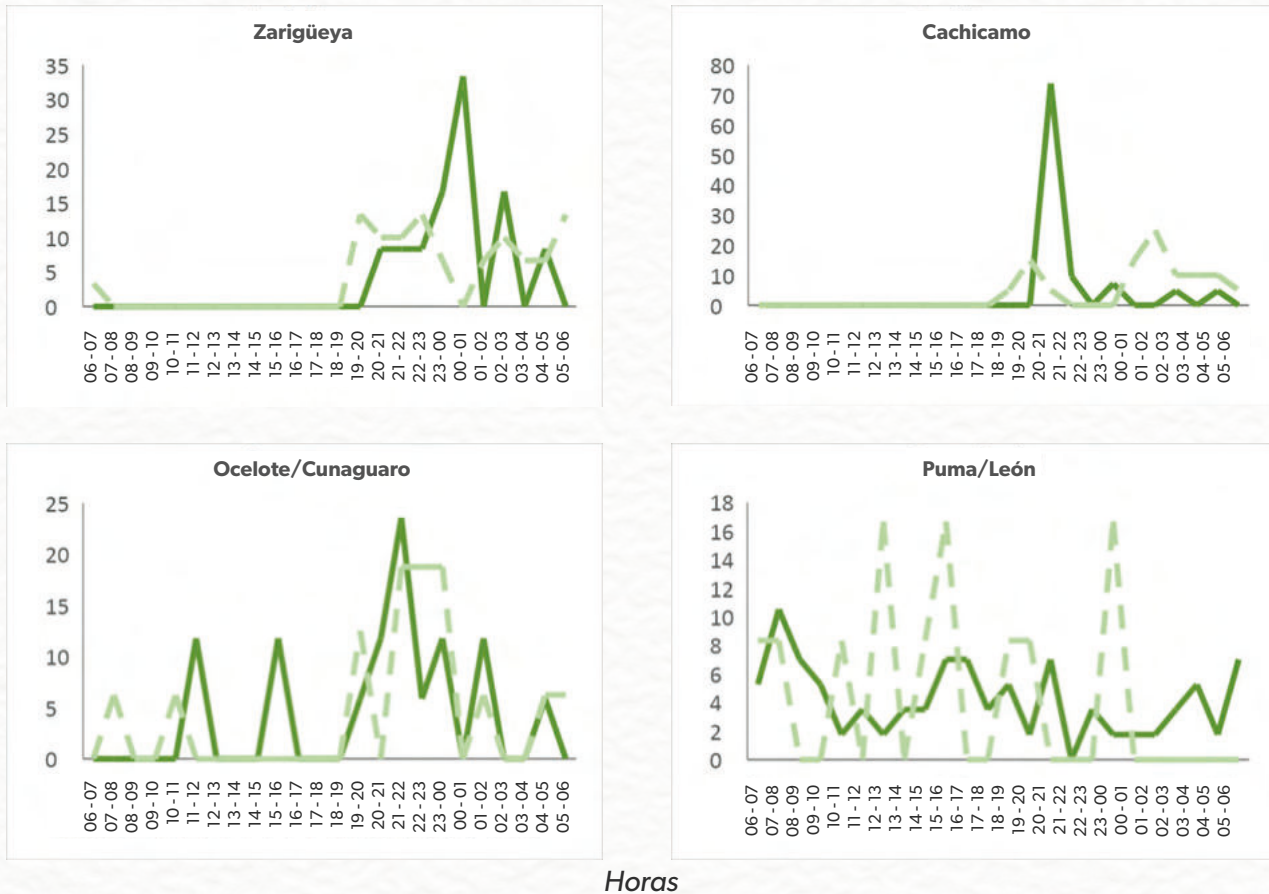 Zarigüeya
35
30
25
20
15
10
5
0
06 - 07
07 - 08
08 - 09
09 - 10
10 - 11
11 - 12
12 - 13
13 - 14
14 - 15
15 - 16
16 - 17
17 - 18
18 - 19
19 - 20
20 - 21
21 - 22
22 - 23
23 - 00
00 - 01
01 - 02
02 - 03
03 - 04
04 - 05
05 - 06
Cachicamo
80
70
60
50
40
30
20
10
0
06 - 07
07 - 08
08 - 09
09 - 10
10 - 11
11 - 12
12 - 13
13 - 14
14 - 15
15 - 16
16 - 17
17 - 18
18 - 19
19 - 20
20 - 21
21 - 22
22 - 23
23 - 00
00 - 01
01 - 02
02 - 03
03 - 04
04 - 05
05 - 06
Ocelote/Cunaguaro
25
20
15
10
5
0
06 - 07
07 - 08
08 - 09
09 - 10
10 - 11
11 - 12
12 - 13
13 - 14
14 - 15
15 - 16
16 - 17
17 - 18
18 - 19
19 - 20
20 - 21
21 - 22
22 - 23
23 - 00
00 - 01
01 - 02
02 - 03
03 - 04
04 - 05
05 - 06
Puma/León
18
16
14
12
10
8
6
4
2
0
06 - 07
07 - 08
08 - 09
09 - 10
10 - 11
11 - 12
12 - 13
13 - 14
14 - 15
15 - 16
16 - 17
17 - 18
18 - 19
19 - 20
20 - 21
21 - 22
22 - 23
23 - 00
00 - 01
01 - 02
02 - 03
03 - 04
04 - 05
05 - 06
Horas